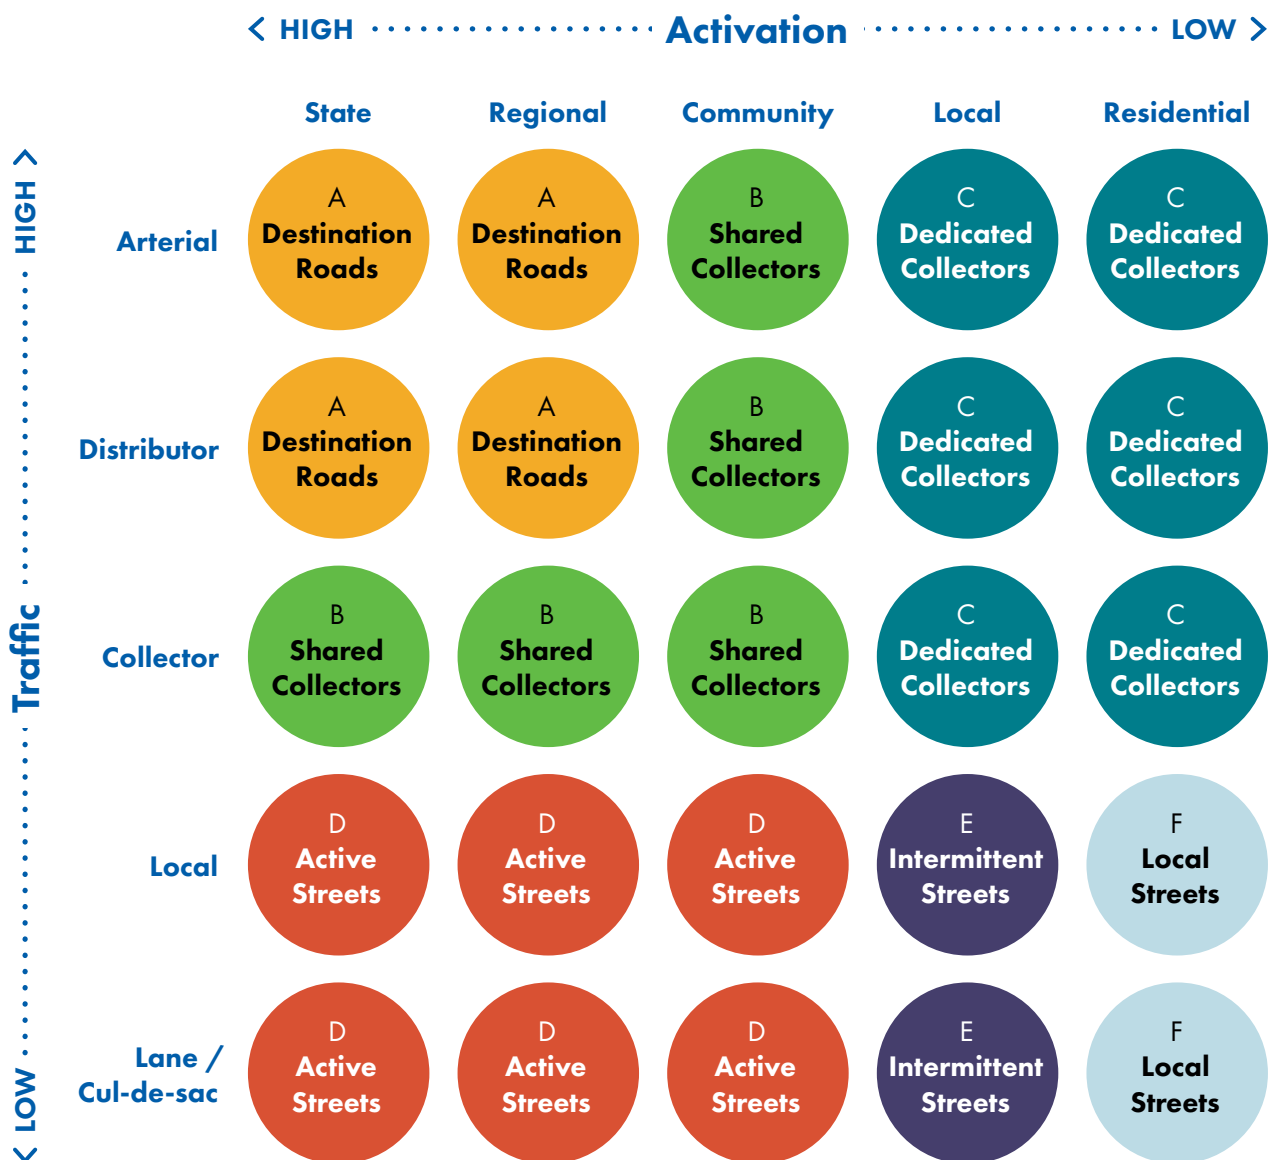 HIGH Activation LOW
State Regional Community Local Residential
Traffic
HIGH
LOW
Arterial
A
Destination
Roads
A
Destination
Roads
B
Shared
Collectors
C
Dedicated
Collectors
C
Dedicated
Collectors
Distributor
A
Destination
Roads
A
Destination
Roads
B
Shared
Collectors
C
Dedicated
Collectors
C
Dedicated
Collectors
Collector
B
Shared
Collectors
B
Shared
Collectors
B
Shared
Collectors
C
Dedicated
Collectors
C
Dedicated
Collectors
Local
D
Active
Streets
D
Active
Streets
D
Active
Streets
E
Intermittent
Streets
F
Local
Streets
Lane /
Cul-de-sac
D
Active
Streets
D
Active
Streets
D
Active
Streets
E
Intermittent
Streets
F
Local
Streets